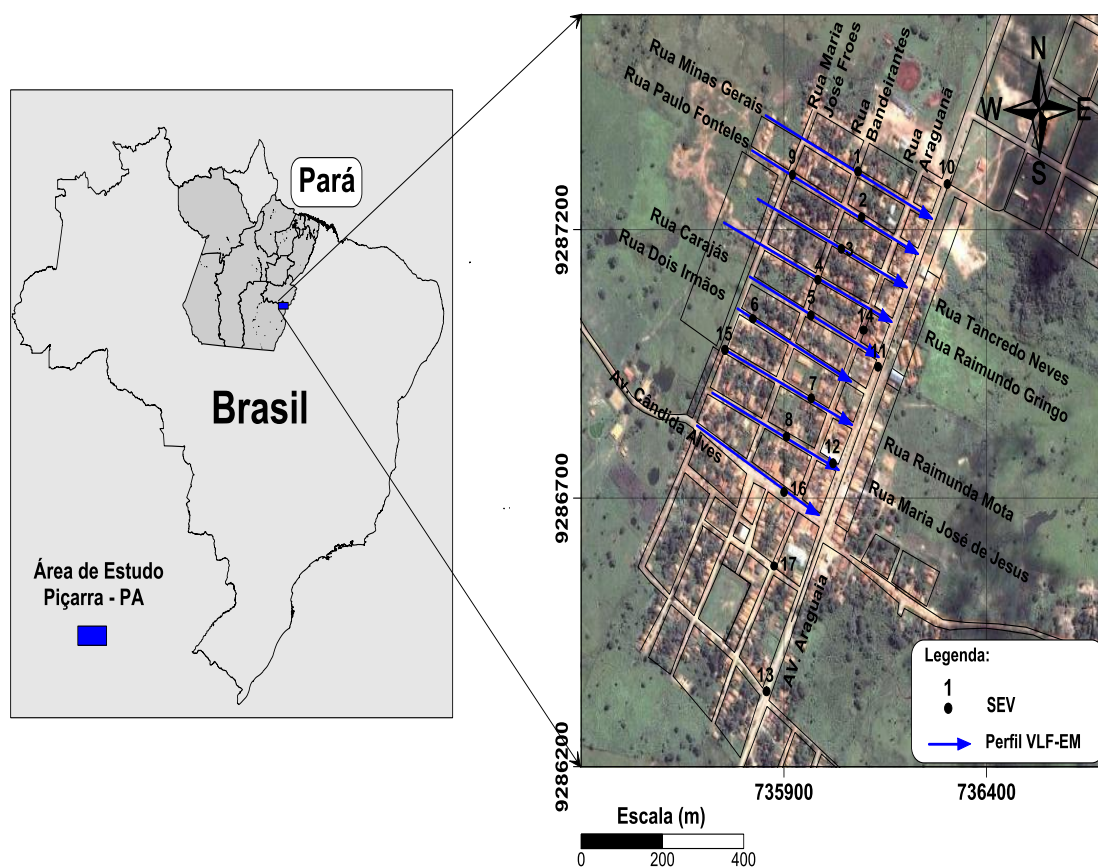 Pará
Brasil
Área de Estudo
Piçarra - PA
Rua Minas Gerais
Rua Paulo Fonteles
Rua Carajás
Rua Dois Irmãos
Av. Cândida Alves
Rua Maria
José Froes
Rua
Bandeirantes
Rua
Araguanã
N
W
E
S
Rua Tancredo Neves
Rua Raimundo Gringo
Rua Raimunda Mota
Rua Maria José de Jesus
AV. Araguaia
1
2
3
4
5
6
7
8
9
10
11
12
13
14
15
16
17
9287200
9286700
9286200
735900
736400
Legenda:
1
SEV
Perfil VLF-EM
Escala (m)
0
200
400